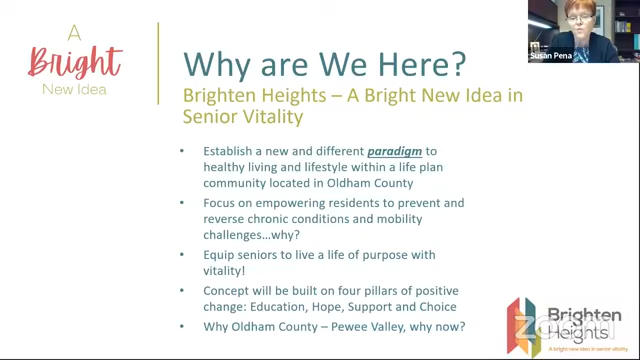 A
Bright
New Idea
Why are We Here?
Brighten Heights – A Bright New Idea in
Senior Vitality
• Establish a new and different paradigm to
healthy living and lifestyle within a life plan
community located in Oldham County
• Focus on empowering residents to prevent and
reverse chronic conditions and mobility
challenges…why?
• Equip seniors to live a life of purpose with
vitality!
• Concept will be built on four pillars of positive
change: Education, Hope, Support and Choice
• Why Oldham County – Pewee Valley, why now?
Susan Pena
Brighten
Heights
A bright new idea in senior vitality
zoom